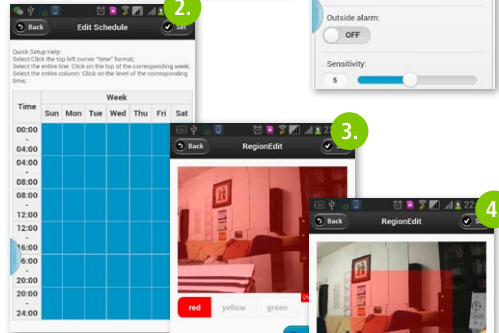 2.
Back
Edit Schedule
Set
Quick Setup Help:
Select Click the top left corner "time" format;
Select the entire line: Click on the top of the corresponding week;
Select the entire column: Click on the level of the corresponding
time;
Time
Week
Sun Mon Tue Wed Thu Fri Sat
00:00
-
04:00
04:00
-
08:00
08:00
-
12:00
12:00
-
16:00
6:00
-
20:00
20:00
-
24:00
Outside alarm:
OFF
Sensitivity:
5
3.
Back
RegionEdit
red
yellow
green
4
22:
Back
RegionEdit